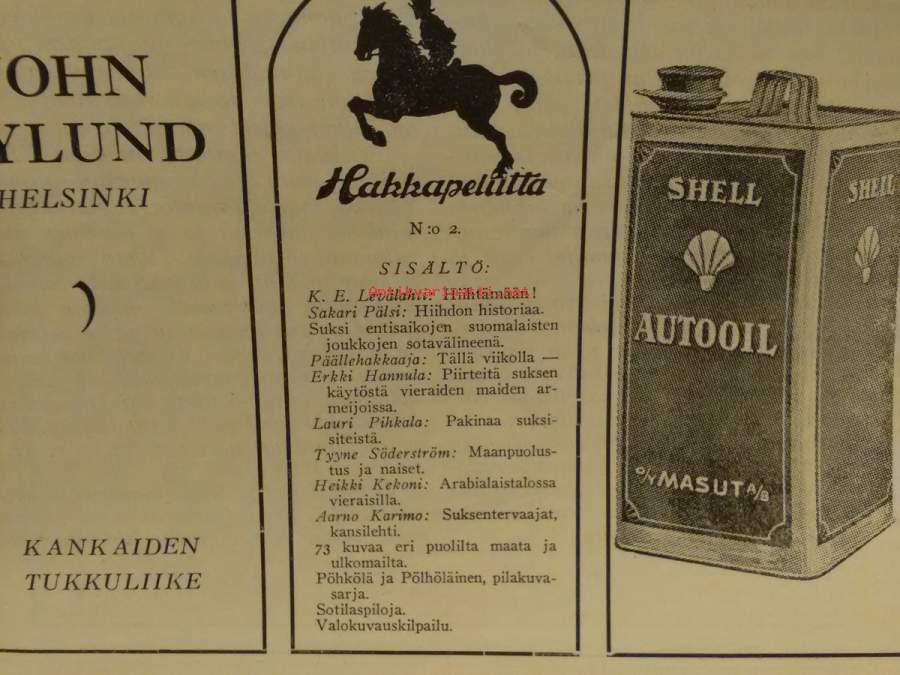 OHN
YLUND
HELSINKI
KANKAIDEN
TUKKULIIKE
Hakkapeliitta
N:o 2.
SISÄLTÖ:
K. E. Levälahti: Hiihtämään!
Antikvariaatti.net
Sakari Pälsi: Hiihdon historiaa.
Suksi entisaikojen suomalaisten
joukkojen sotavälineenä.
Päällehakkaaja: Tällä viikolla —
Erkki Hannula: Piirteitä suksen
käytöstä vieraiden maiden ar-
meijoissa.
Lauri Pihkala: Pakinaa suksi-
siteistä.
Tyyne Söderström: Maanpuolus-
tus ja naiset.
Heikki Kekoni: Arabialaistalossa
vieraisilla.
Aarno Karimo: Suksentervaajat,
kansilehti.
73 kuvaa eri puolilta maata ja
ulkomailta.
Pöhkölä ja Pölhöläinen, pilakuva-
sarja.
Sotilaspiloja.
Valokuvauskilpailu.
SHELL
AUTOOIL
O/Y MASUT A/B
SHELL